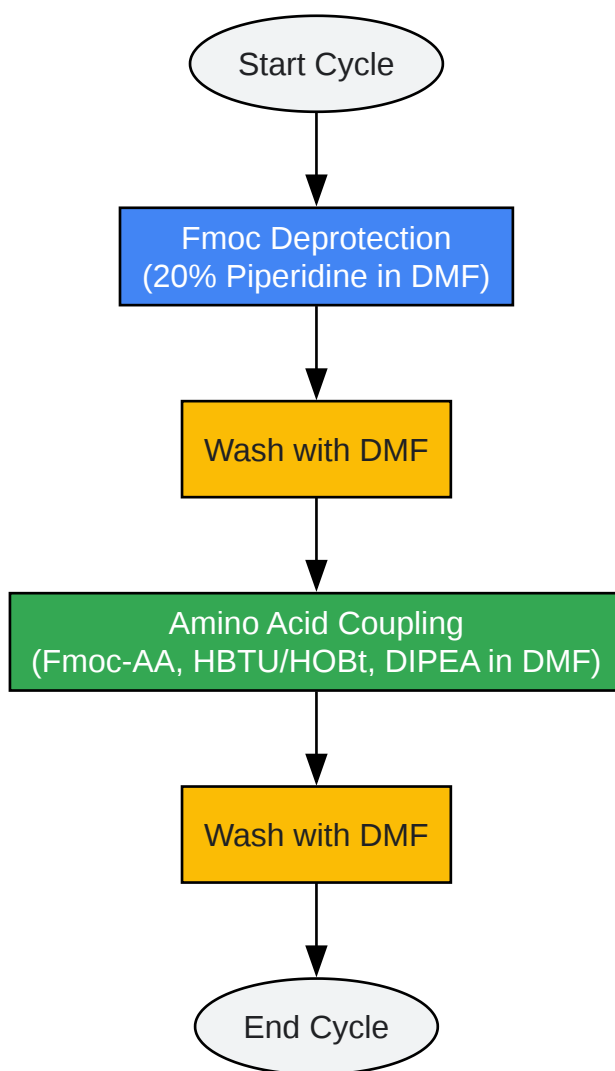 Start Cycle
Fmoc Deprotection
(20% Piperidine in DMF)
Wash with DMF
Amino Acid Coupling
(Fmoc-AA, HBTU/HOBt, DIPEA in DMF)
Wash with DMF
End Cycle